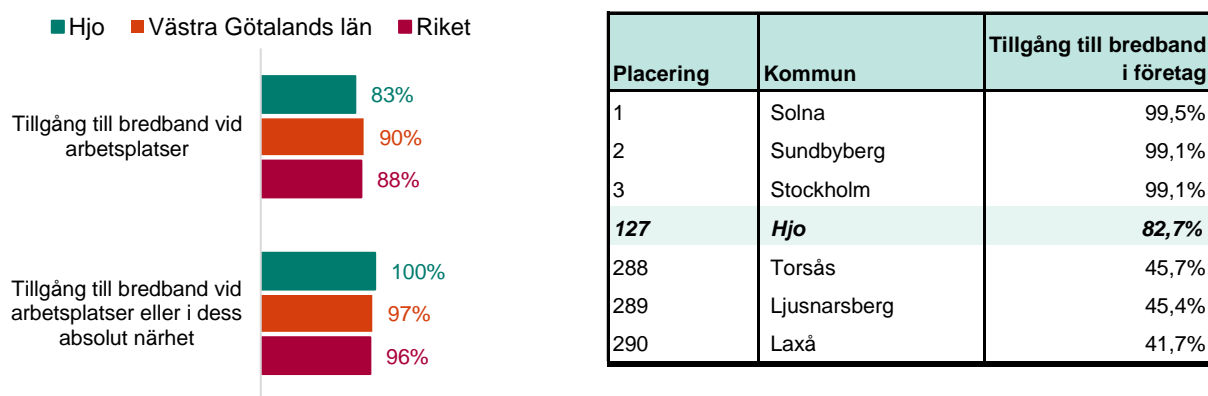 Hjo Västra Götalands län Riket
Tillgång till bredband vid
arbetsplatser
83%
90%
88%
Tillgång till bredband vid
arbetsplatser eller i dess
absolut närhet
100%
97%
96%
Placering Kommun Tillgång till bredband
i företag
1 Solna 99,5%
2 Sundbyberg 99,1%
3 Stockholm 99,1%
127 Hjo 82,7%
288 Torsås 45,7%
289 Ljusnarsberg 45,4%
290 Laxå 41,7%